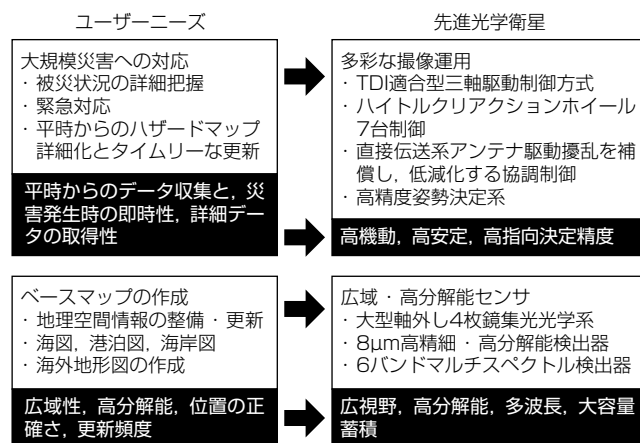 ユーザーニーズ
大規模災害への対応
・被災状況の詳細把握
・緊急対応
・平時からのハザードマップ
詳細化とタイムリーな更新
平時からのデータ収集と，災
害発生時の即時性，詳細デー
タの取得性
先進光学衛星
多彩な撮像運用
・TDI適合型三軸駆動制御方式
・ハイトルクリアクションホイール
7台制御
・直接伝送系アンテナ駆動擾乱を補
償し，低減化する協調制御
・高精度姿勢決定系
高機動，高安定，高指向決定精度
ベースマップの作成
・地理空間情報の整備・更新
・海図，港泊図，海岸図
・海外地形図の作成
広域性，高分解能，位置の正
確さ，更新頻度
広域・高分解能センサ
・大型軸外し4枚鏡集光光学系
・8μm高精細・高分解能検出器
・6バンドマルチスペクトル検出器
広視野，高分解能，多波長，大容量
蓄積